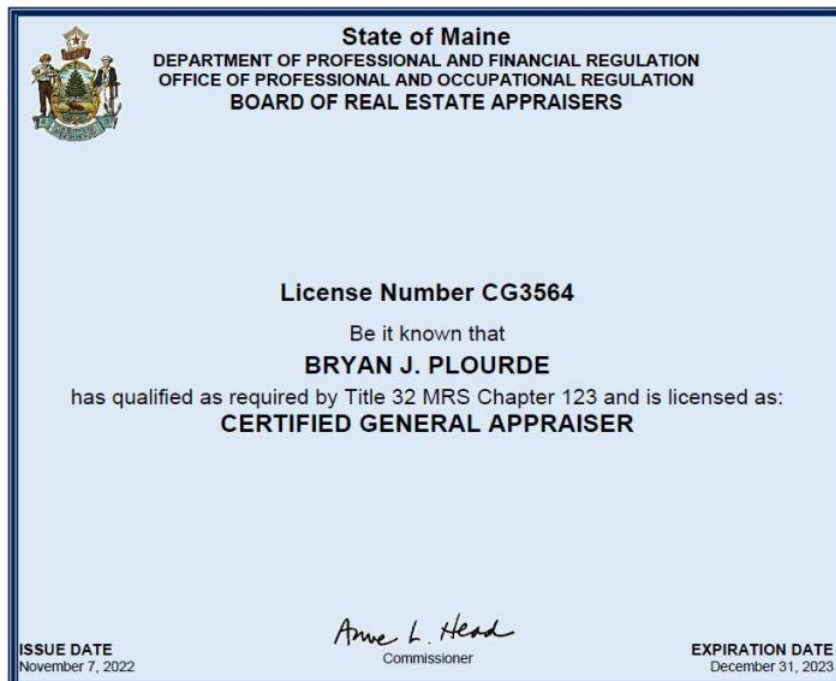 State of Maine
DEPARTMENT OF PROFESSIONAL AND FINANCIAL REGULATION
OFFICE OF PROFESSIONAL AND OCCUPATIONAL REGULATION
BOARD OF REAL ESTATE APPRAISERS
License Number CG3564
Be it known that
BRYAN J. PLOURDE
has qualified as required by Title 32 MRS Chapter 123 and is licensed as:
CERTIFIED GENERAL APPRAISER
Anne L. Head
Commissioner
ISSUE DATE
November 7, 2022
EXPIRATION DATE
December 31, 2023